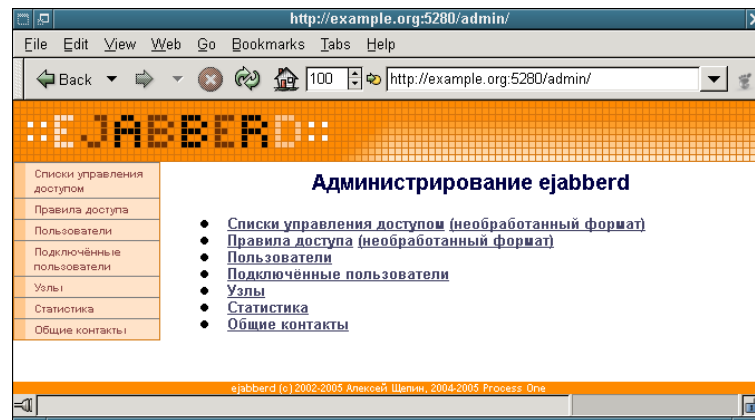 http://example.org:5280/admin/
File Edit View Web Go Bookmarks Tabs Help
Back 100 http://example.org:5280/admin/
::EJABBERD::
Списки управления
доступом
Правила доступа
Пользователи
Подключённые
пользователи
Узлы
Статистика
Общие контакты
Администрирование ejabberd
Списки управления доступом (необработанный формат)
Правила доступа (необработанный формат)
Пользователи
Подключённые пользователи
Узлы
Статистика
Общие контакты
ejabberd (c) 2002-2005 Алексей Щепин, 2004-2005 Process One